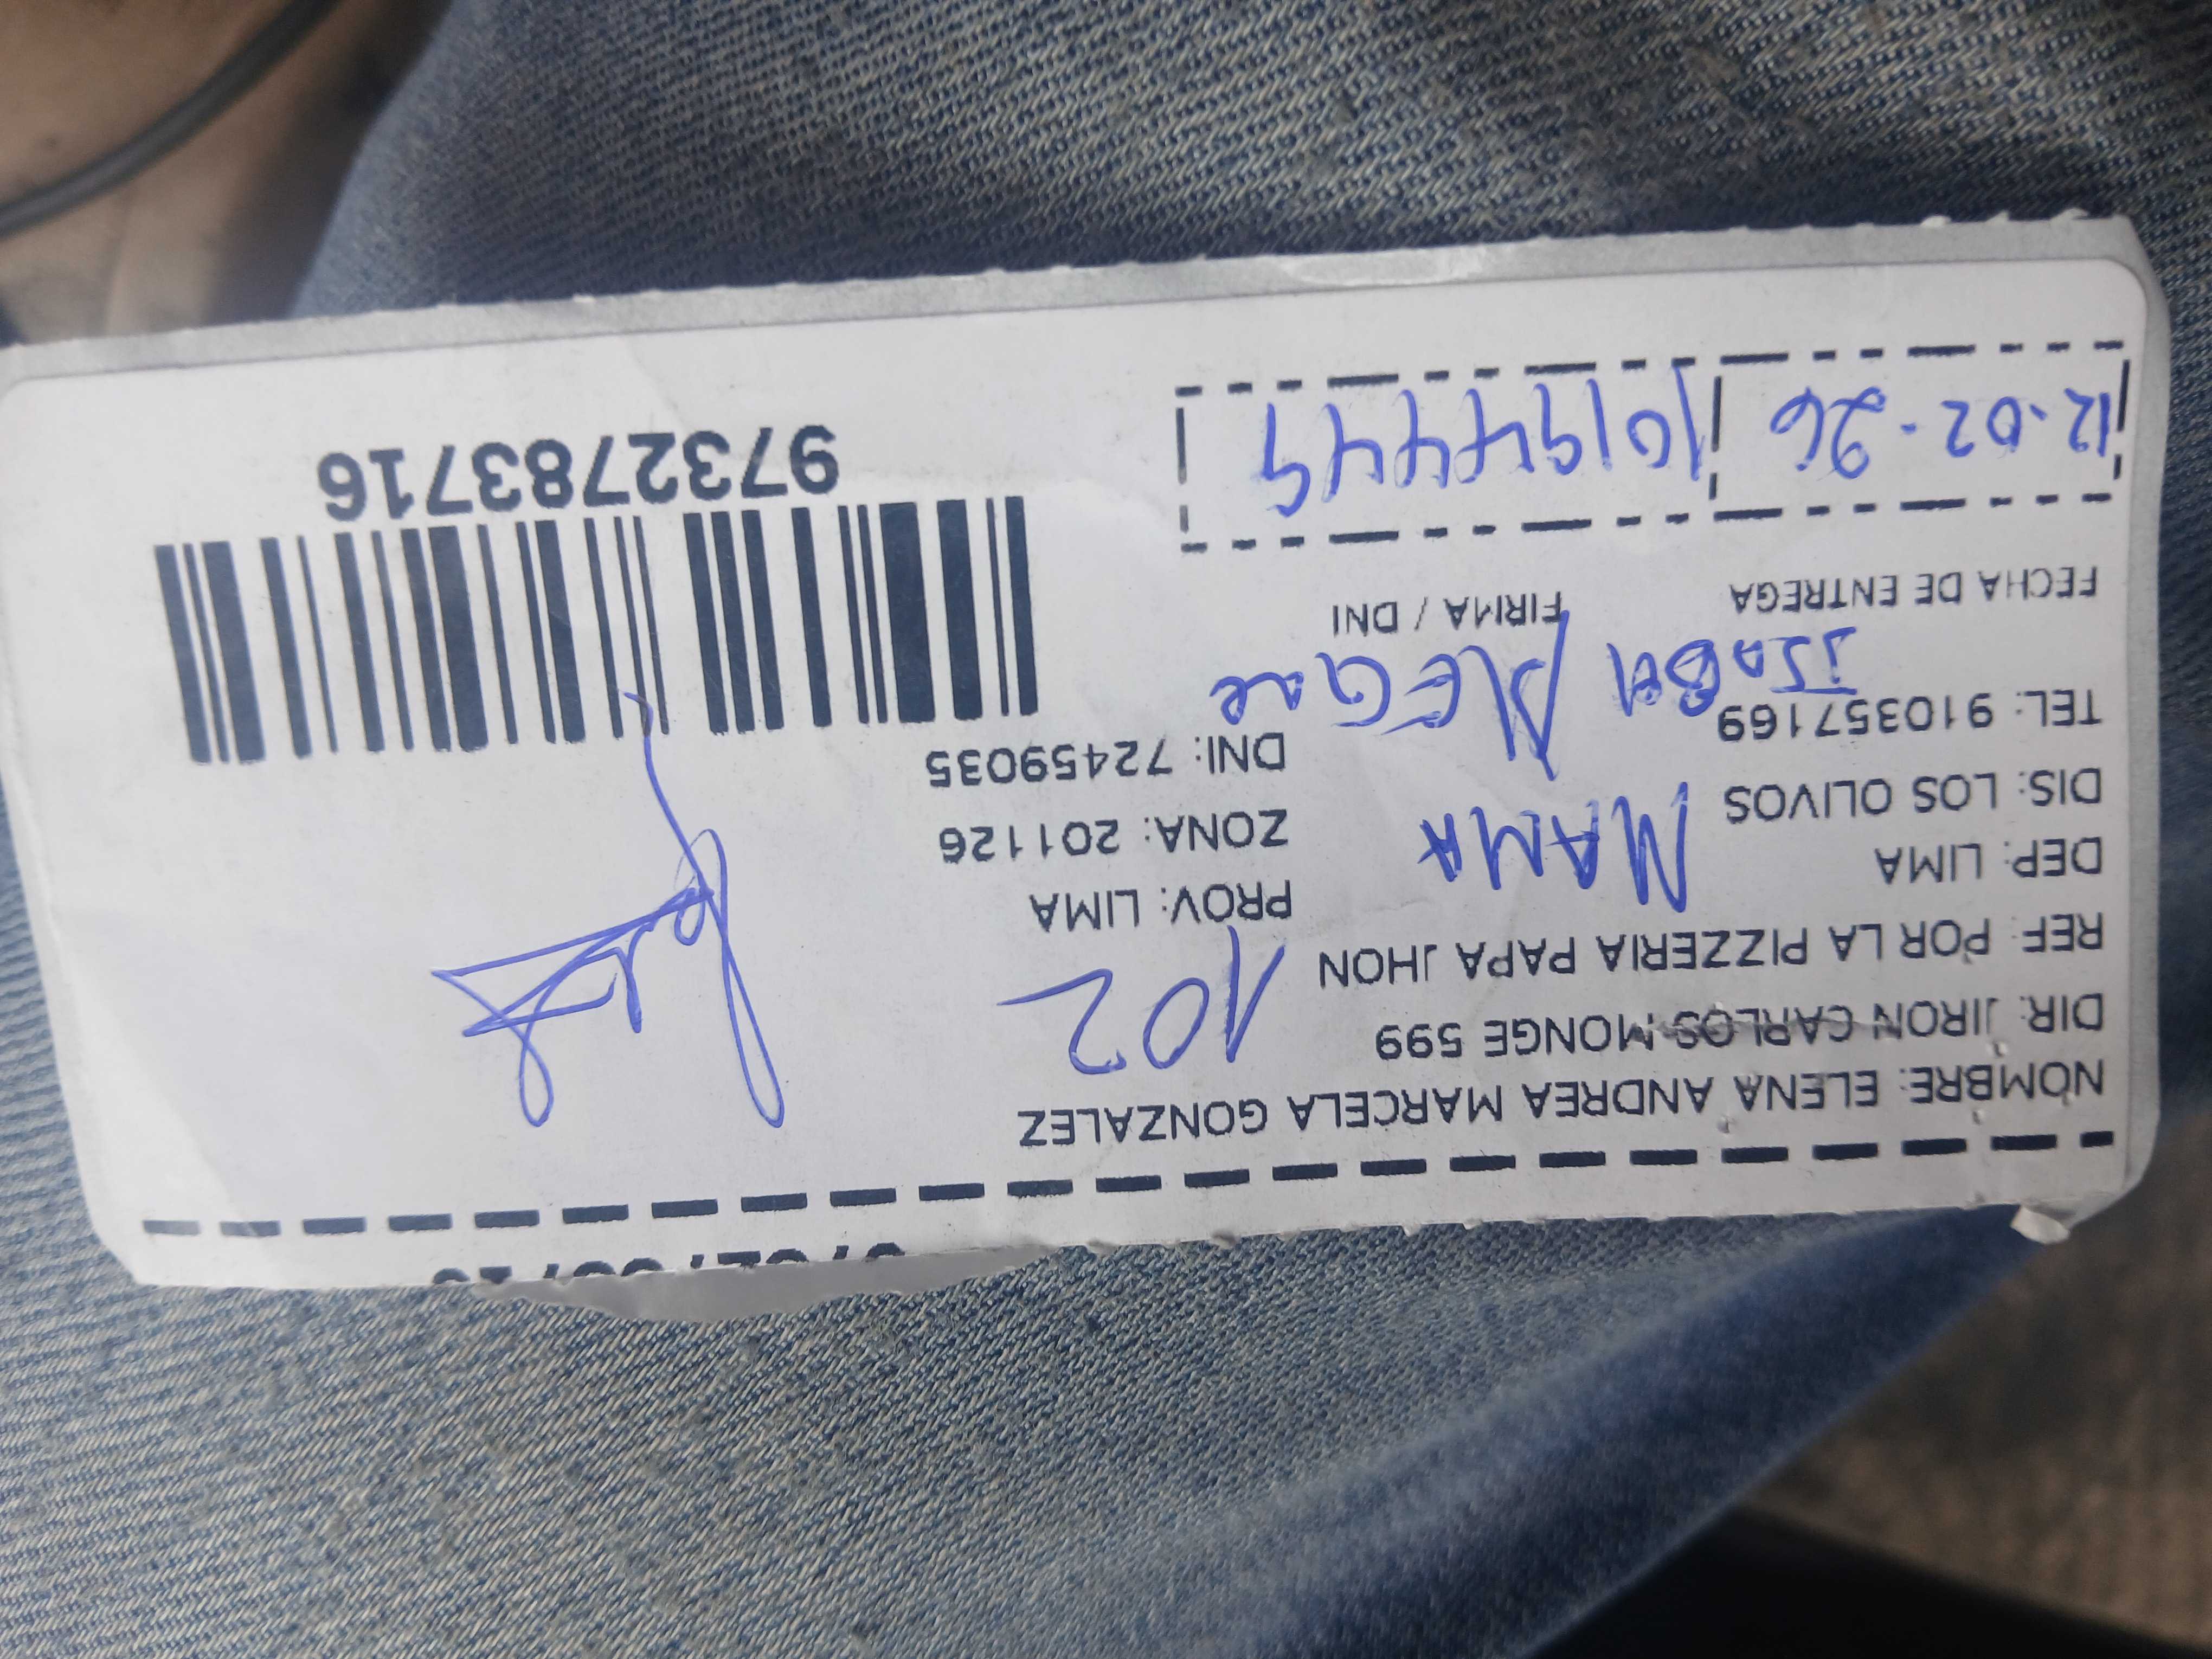 NOMBRE: ELENA ANDREA MARCELA GONZALEZ
DIR: JIRON CARLOS MONGE 599
102
REF: POR LA PIZZERIA PAPA JHON
DEP: LIMA
PROV: LIMA
MAMA
DIS: LOS OLIVOS
ZONA: 201126
TEL: 910357169
DNI: 72459035
FECHA DE ENTREGA
FIRMA / DNI
12-02-26
10194449
9732783716